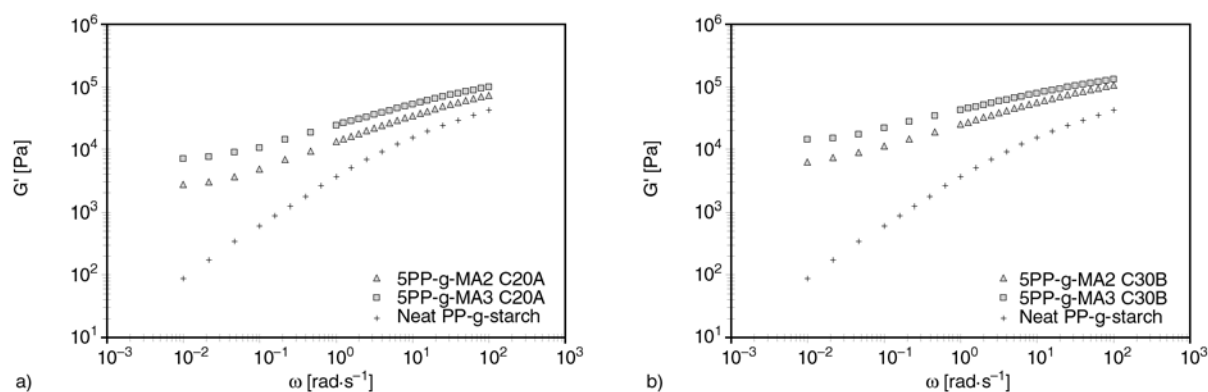 10⁶
10⁵
10⁴
10³
10²
10¹
G' [Pa]
5PP-g-MA2 C20A
5PP-g-MA3 C20A
Neat PP-g-starch
10⁻³ 10⁻² 10⁻¹ 10⁰ 10¹ 10² 10³
a) ω [rad·s⁻¹]
10⁶
10⁵
10⁴
10³
10²
10¹
G' [Pa]
5PP-g-MA2 C30B
5PP-g-MA3 C30B
Neat PP-g-starch
10⁻³ 10⁻² 10⁻¹ 10⁰ 10¹ 10² 10³
b) ω [rad·s⁻¹]